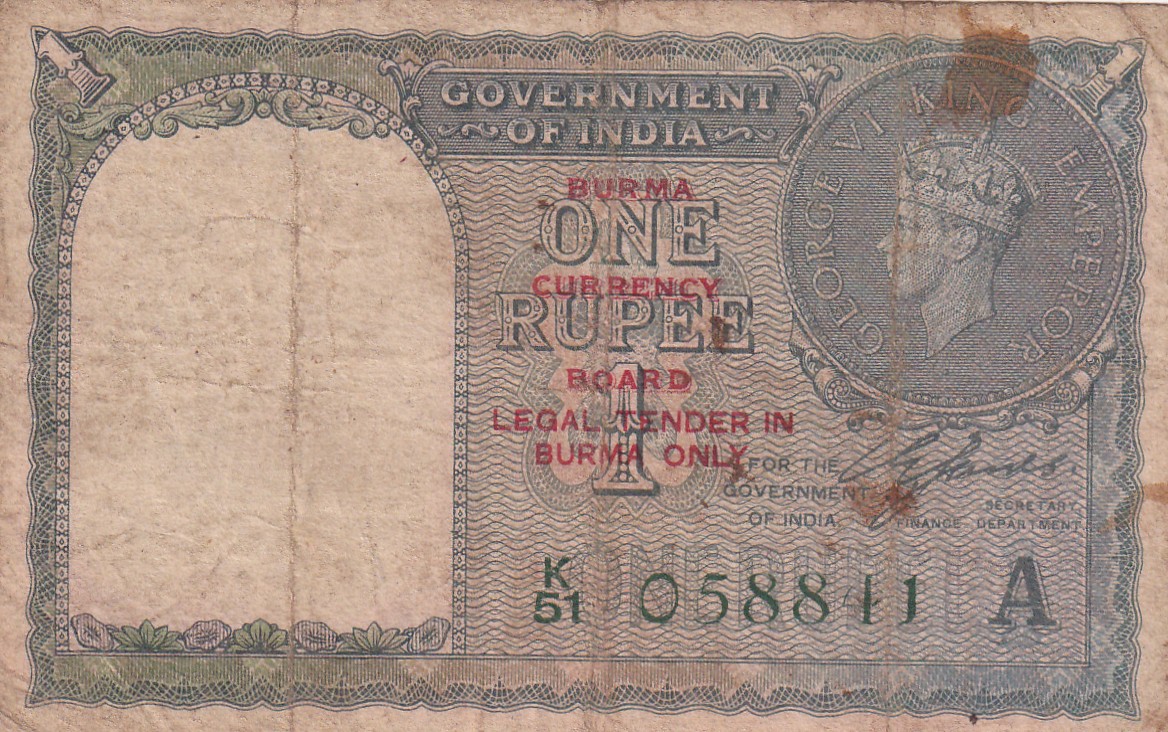 GOVERNMENT
OF INDIA
GEORGE VI KING EMPEROR
BURMA
ONE
CURRENCY
RUPEE
BOARD
1
LEGAL TENDER IN
BURMA ONLY
FOR THE
GOVERNMENT
OF INDIA
SECRETARY
FINANCE DEPARTMENT
K
51 058841 A